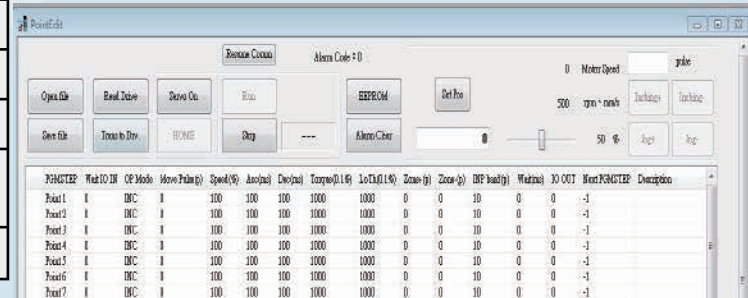 PointEdit
Resume Comm Alarm Code : 0
0 Motor Speed pulse
Open file Read Drive Servo On Run EEPROM Set Pos 500 rpm ~ mm/s Inching+ Inching-
Save file Trans to Drv. HOME Stop --- Alarm-Clear 0 50 % Jog+ Jog-
PGMSTEP Wait IO IN OP Mode Move Pulse(p) Speed(%) Acc(ms) Dec(ms) Torque(0.1%) LoTh(0.1%) Zone+(p) Zone-(p) INP band(p) Wait(ms) IO OUT Next PGMSTEP Description
Point 1 0 INC 0 100 100 100 1000 1000 0 0 10 0 0 -1
Point 2 0 INC 0 100 100 100 1000 1000 0 0 10 0 0 -1
Point 3 0 INC 0 100 100 100 1000 1000 0 0 10 0 0 -1
Point 4 0 INC 0 100 100 100 1000 1000 0 0 10 0 0 -1
Point 5 0 INC 0 100 100 100 1000 1000 0 0 10 0 0 -1
Point 6 0 INC 0 100 100 100 1000 1000 0 0 10 0 0 -1
Point 7 0 INC 0 100 100 100 1000 1000 0 0 10 0 0 -1